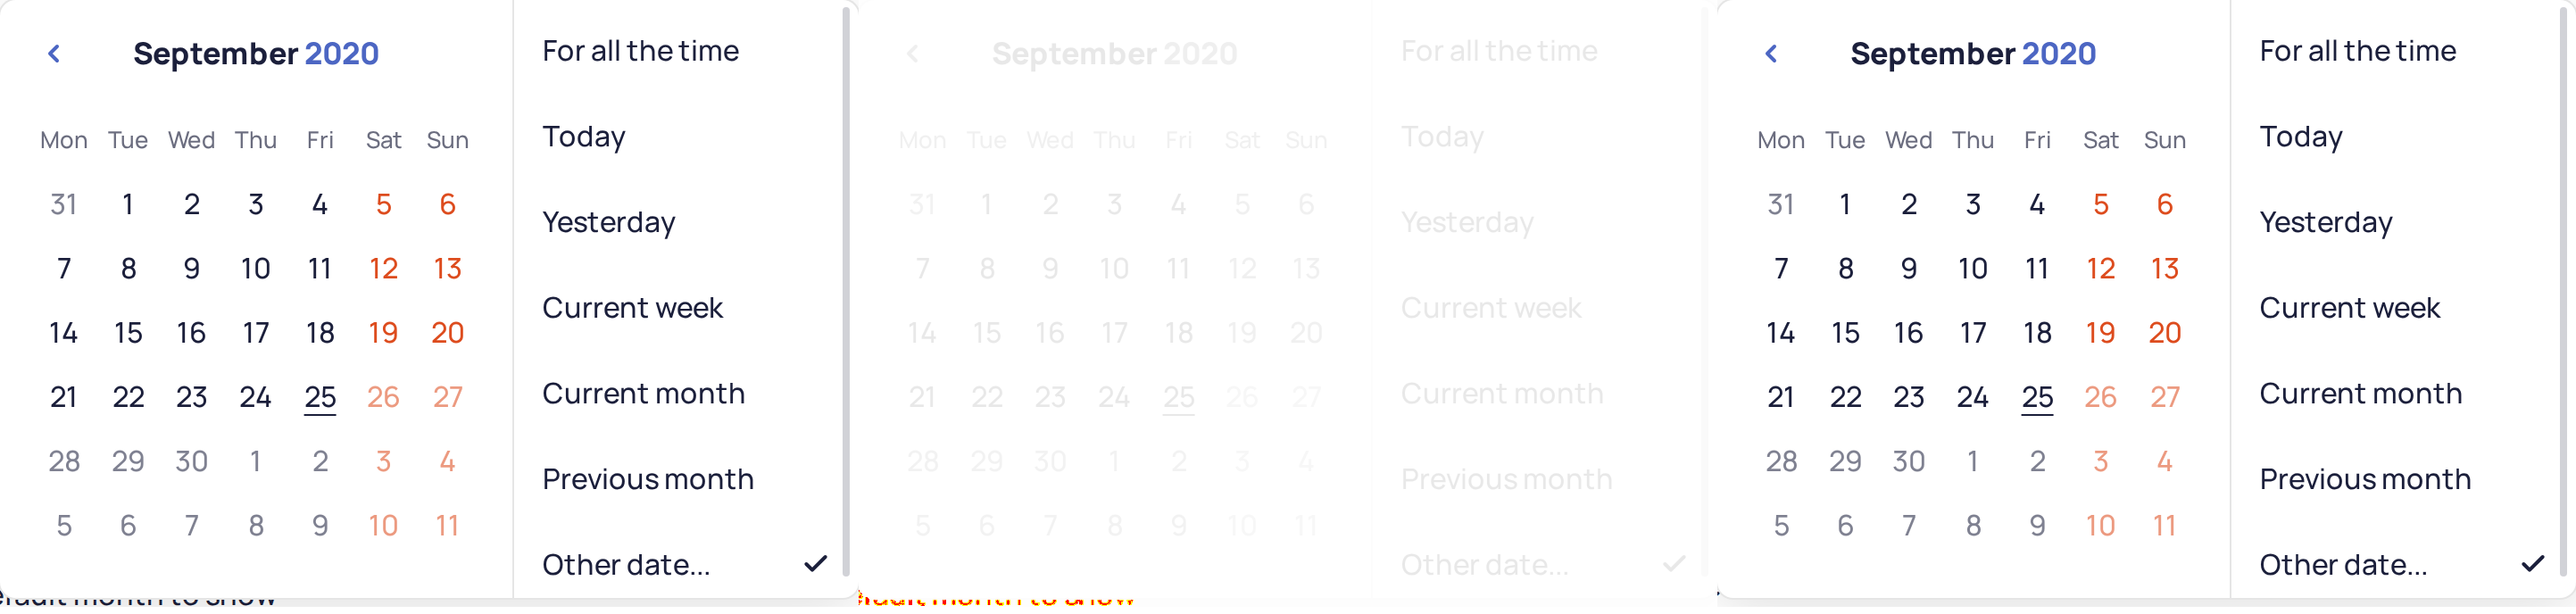 September 2020
Mon Tue Wed Thu Fri Sat Sun
31 1 2 3 4 5 6
7 8 9 10 11 12 13
14 15 16 17 18 19 20
21 22 23 24 25 26 27
28 29 30 1 2 3 4
5 6 7 8 9 10 11
For all the time
Today
Yesterday
Current week
Current month
Previous month
Other date...
month to show
September 2020
Mon Tue Wed Thu Fri Sat Sun
31 1 2 3 4 5 6
7 8 9 10 11 12 13
14 15 16 17 18 19 20
21 22 23 24 25 26 27
28 29 30 1 2 3 4
5 6 7 8 9 10 11
For all the time
Today
Yesterday
Current week
Current month
Previous month
Other date...
month to show
September 2020
Mon Tue Wed Thu Fri Sat Sun
31 1 2 3 4 5 6
7 8 9 10 11 12 13
14 15 16 17 18 19 20
21 22 23 24 25 26 27
28 29 30 1 2 3 4
5 6 7 8 9 10 11
For all the time
Today
Yesterday
Current week
Current month
Previous month
Other date...